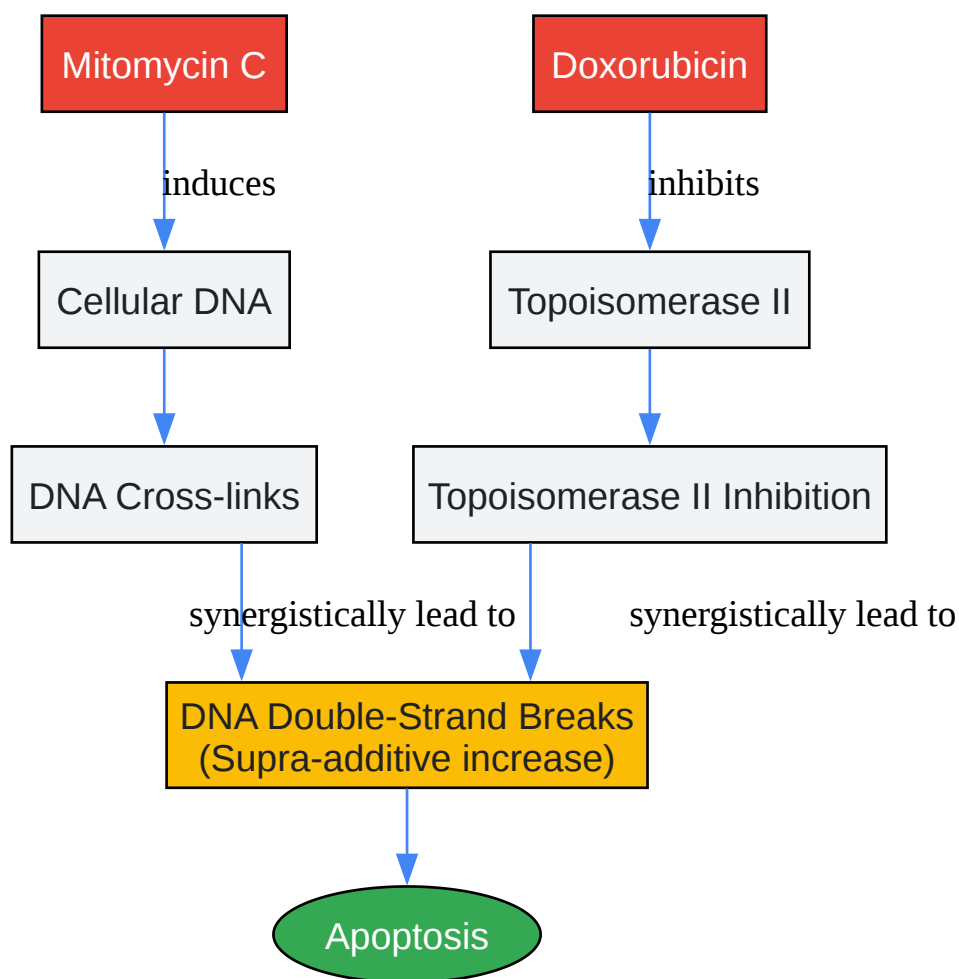 Mitomycin C
Doxorubicin
induces
inhibits
Cellular DNA
Topoisomerase II
DNA Cross-links
Topoisomerase II Inhibition
synergistically lead to
synergistically lead to
DNA Double-Strand Breaks
(Supra-additive increase)
Apoptosis